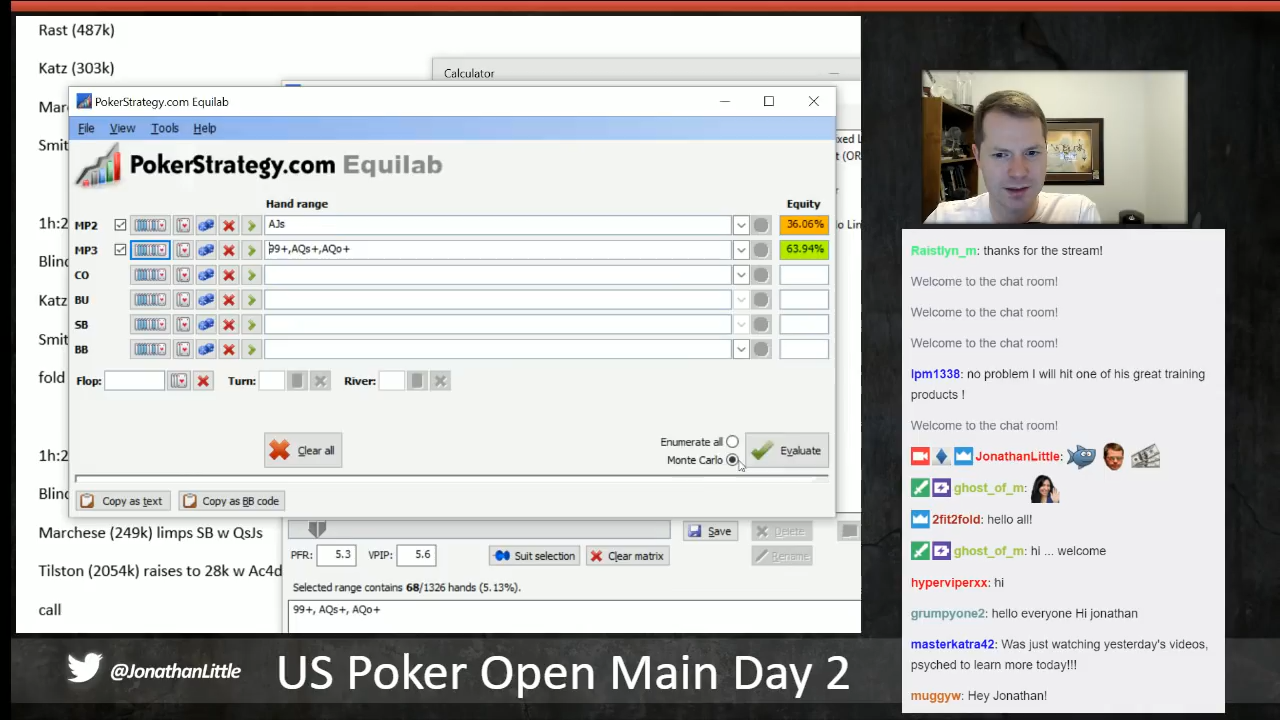 Rast (487k)
Katz (303k)
Calculator
PokerStrategy.com Equilab
File View Tools Help
PokerStrategy.com Equilab
Hand range Equity
MP2 AJs 36.06%
MP3 99+,AQs+,AQo+ 63.94%
CO
BU
SB
BB
Flop: Turn: River:
fold
Enumerate all
Monte Carlo
Clear all
Evaluate
Copy as text Copy as BB code
Marchese (249k) limps SB w QsJs
Save Delete
Rename
PFR: 5.3 VPIP: 5.6 Suit selection Clear matrix
Tilston (2054k) raises to 28k w Ac4d
Selected range contains 68/1326 hands (5.13%).
call
99+, AQs+, AQo+
Raistlyn_m: thanks for the stream!
Welcome to the chat room!
Welcome to the chat room!
Welcome to the chat room!
lpm1338: no problem I will hit one of his great training
products !
Welcome to the chat room!
JonathanLittle:
ghost_of_m:
2fit2fold: hello all!
ghost_of_m: hi ... welcome
hyperviperxx: hi
grumpyone2: hello everyone Hi jonathan
masterkatra42: Was just watching yesterday's videos,
psyched to learn more today!!!
muggyw: Hey Jonathan!
@JonathanLittle
US Poker Open Main Day 2